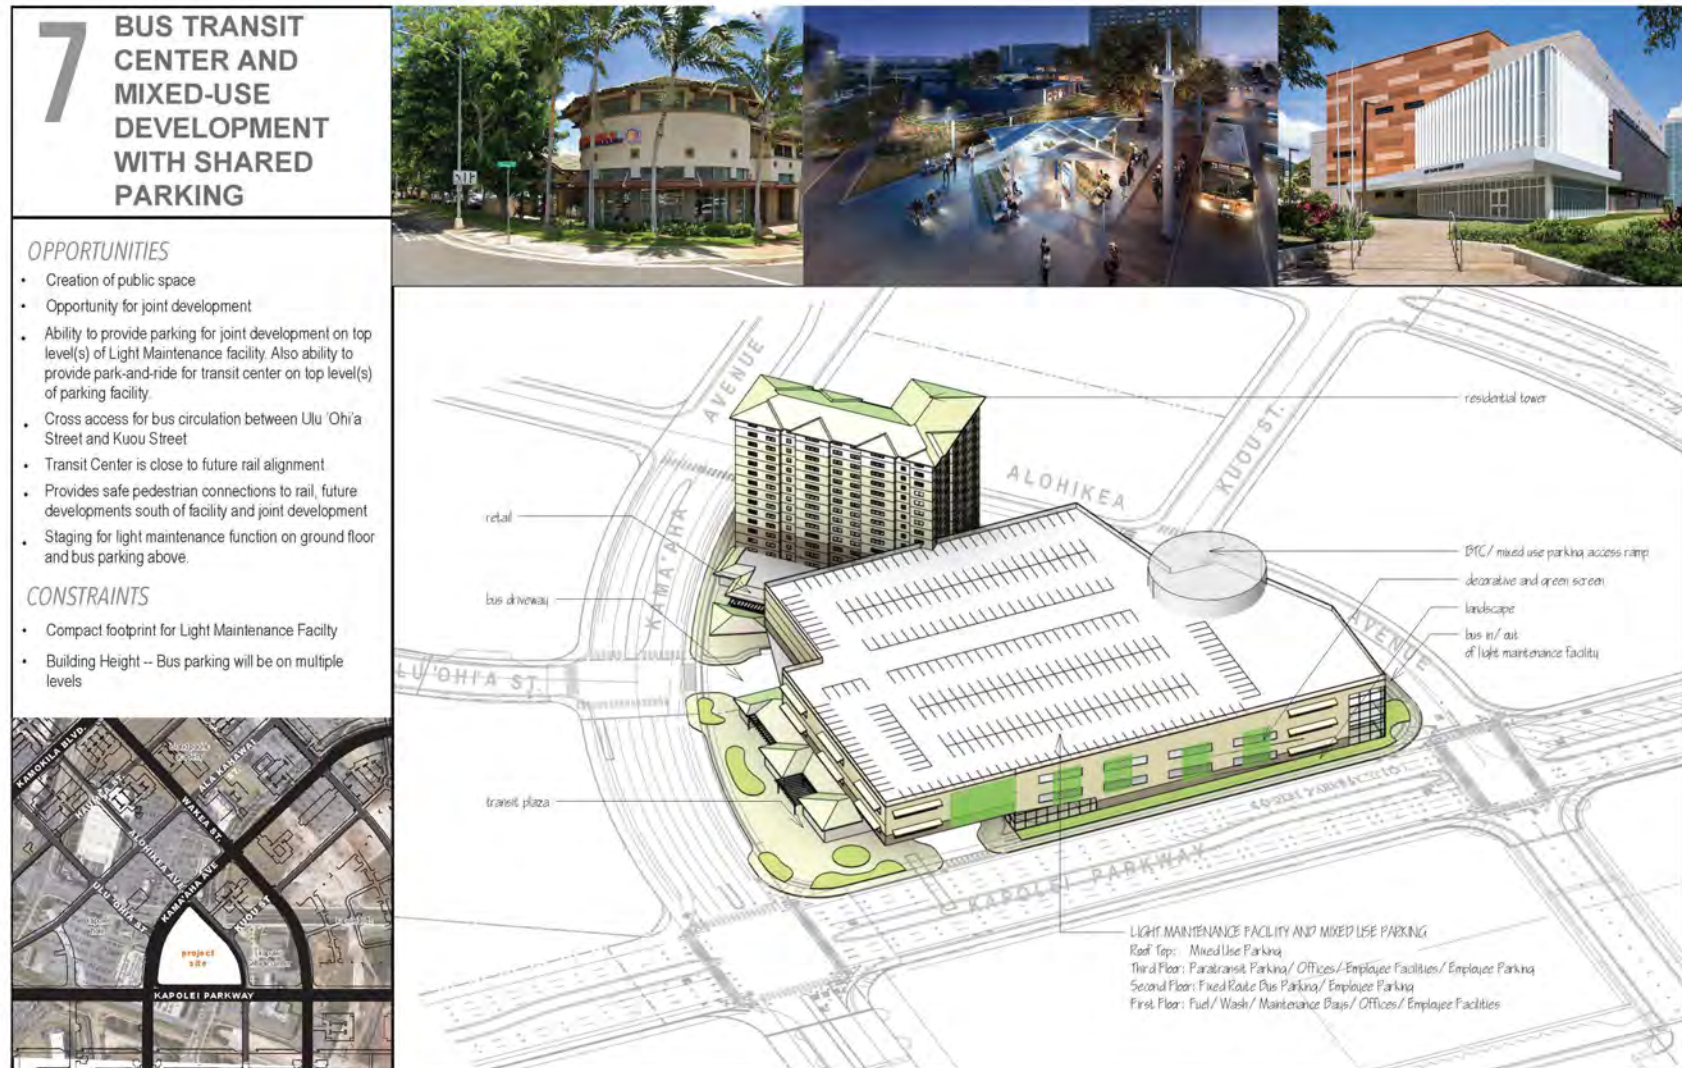 7
BUS TRANSIT
CENTER AND
MIXED-USE
DEVELOPMENT
WITH SHARED
PARKING
OPPORTUNITIES
• Creation of public space
• Opportunity for joint development
• Ability to provide parking for joint development on top
level(s) of Light Maintenance facility. Also ability to
provide park-and-ride for transit center on top level(s)
of parking facility.
• Cross access for bus circulation between Ulu 'Ohi'a
Street and Kuou Street
• Transit Center is close to future rail alignment
• Provides safe pedestrian connections to rail, future
developments south of facility and joint development
• Staging for light maintenance function on ground floor
and bus parking above.
CONSTRAINTS
• Compact footprint for Light Maintenance Facilty
• Building Height -- Bus parking will be on multiple
levels
KAMOKILA BLVD.
ALA KAHAWAI
ST.
WAKEA ST.
ALOHIKEA AVE
KAMA'AHA AVE
ULU 'OHI'A ST.
KUOU ST
project
site
KAPOLEI PARKWAY
AVENUE
residential tower
ALOHIKEA
KUOU ST.
retail
KAMA'AHA
BTC/ mixed use parking access ramp
decorative and green screen
bus driveway
landscape
AVENUE
bus in/ out
of light maintenance facility
LU 'OHI'A ST.
transit plaza
KAPOLEI PARKWAY
LIGHT MAINTENANCE FACILITY AND MIXED USE PARKING
Roof Top: Mixed Use Parking
Third Floor: Paratransit Parking/ Offices/ Employee Facilities/ Employee Parking
Second Floor: Fixed Route Bus Parking/ Employee Parking
First Floor: Fuel/ Wash/ Maintenance Bays/ Offices/ Employee Facilities